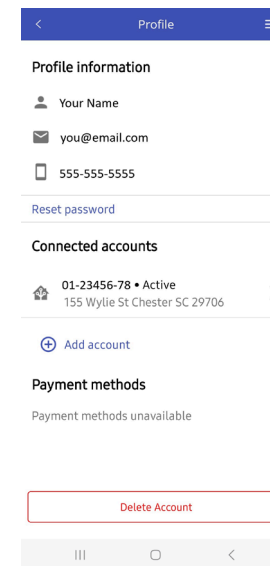 Profile
Profile information
Your Name
you@email.com
555-555-5555
Reset password
Connected accounts
01-23456-78 • Active
155 Wylie St Chester SC 29706
Add account
Payment methods
Payment methods unavailable
Delete Account